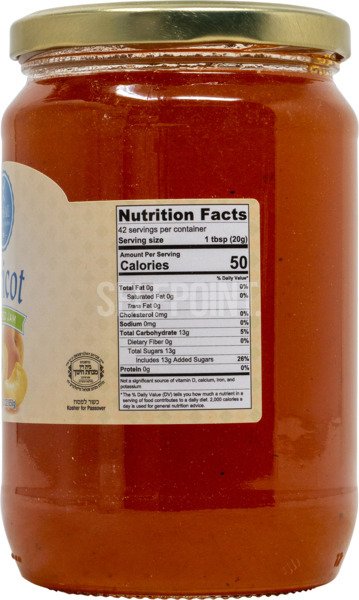 icot
JAM
Nutrition Facts
42 servings per container
Serving size 1 tbsp (20g)
Amount Per Serving
Calories 50
% Daily Value*
Total Fat 0g 0%
Saturated Fat 0g 0%
Trans Fat 0g
Cholesterol 0mg 0%
Sodium 0mg 0%
Total Carbohydrate 13g 5%
Dietary Fiber 0g 0%
Total Sugars 13g
Includes 13g Added Sugars 26%
Protein 0g 0%
Not a significant source of vitamin D, calcium, iron, and
potassium
*The % Daily Value (DV) tells you how much a nutrient in a
serving of food contributes to a daily diet. 2,000 calories a
day is used for general nutrition advice.
כשר לפסח
Kosher for Passover